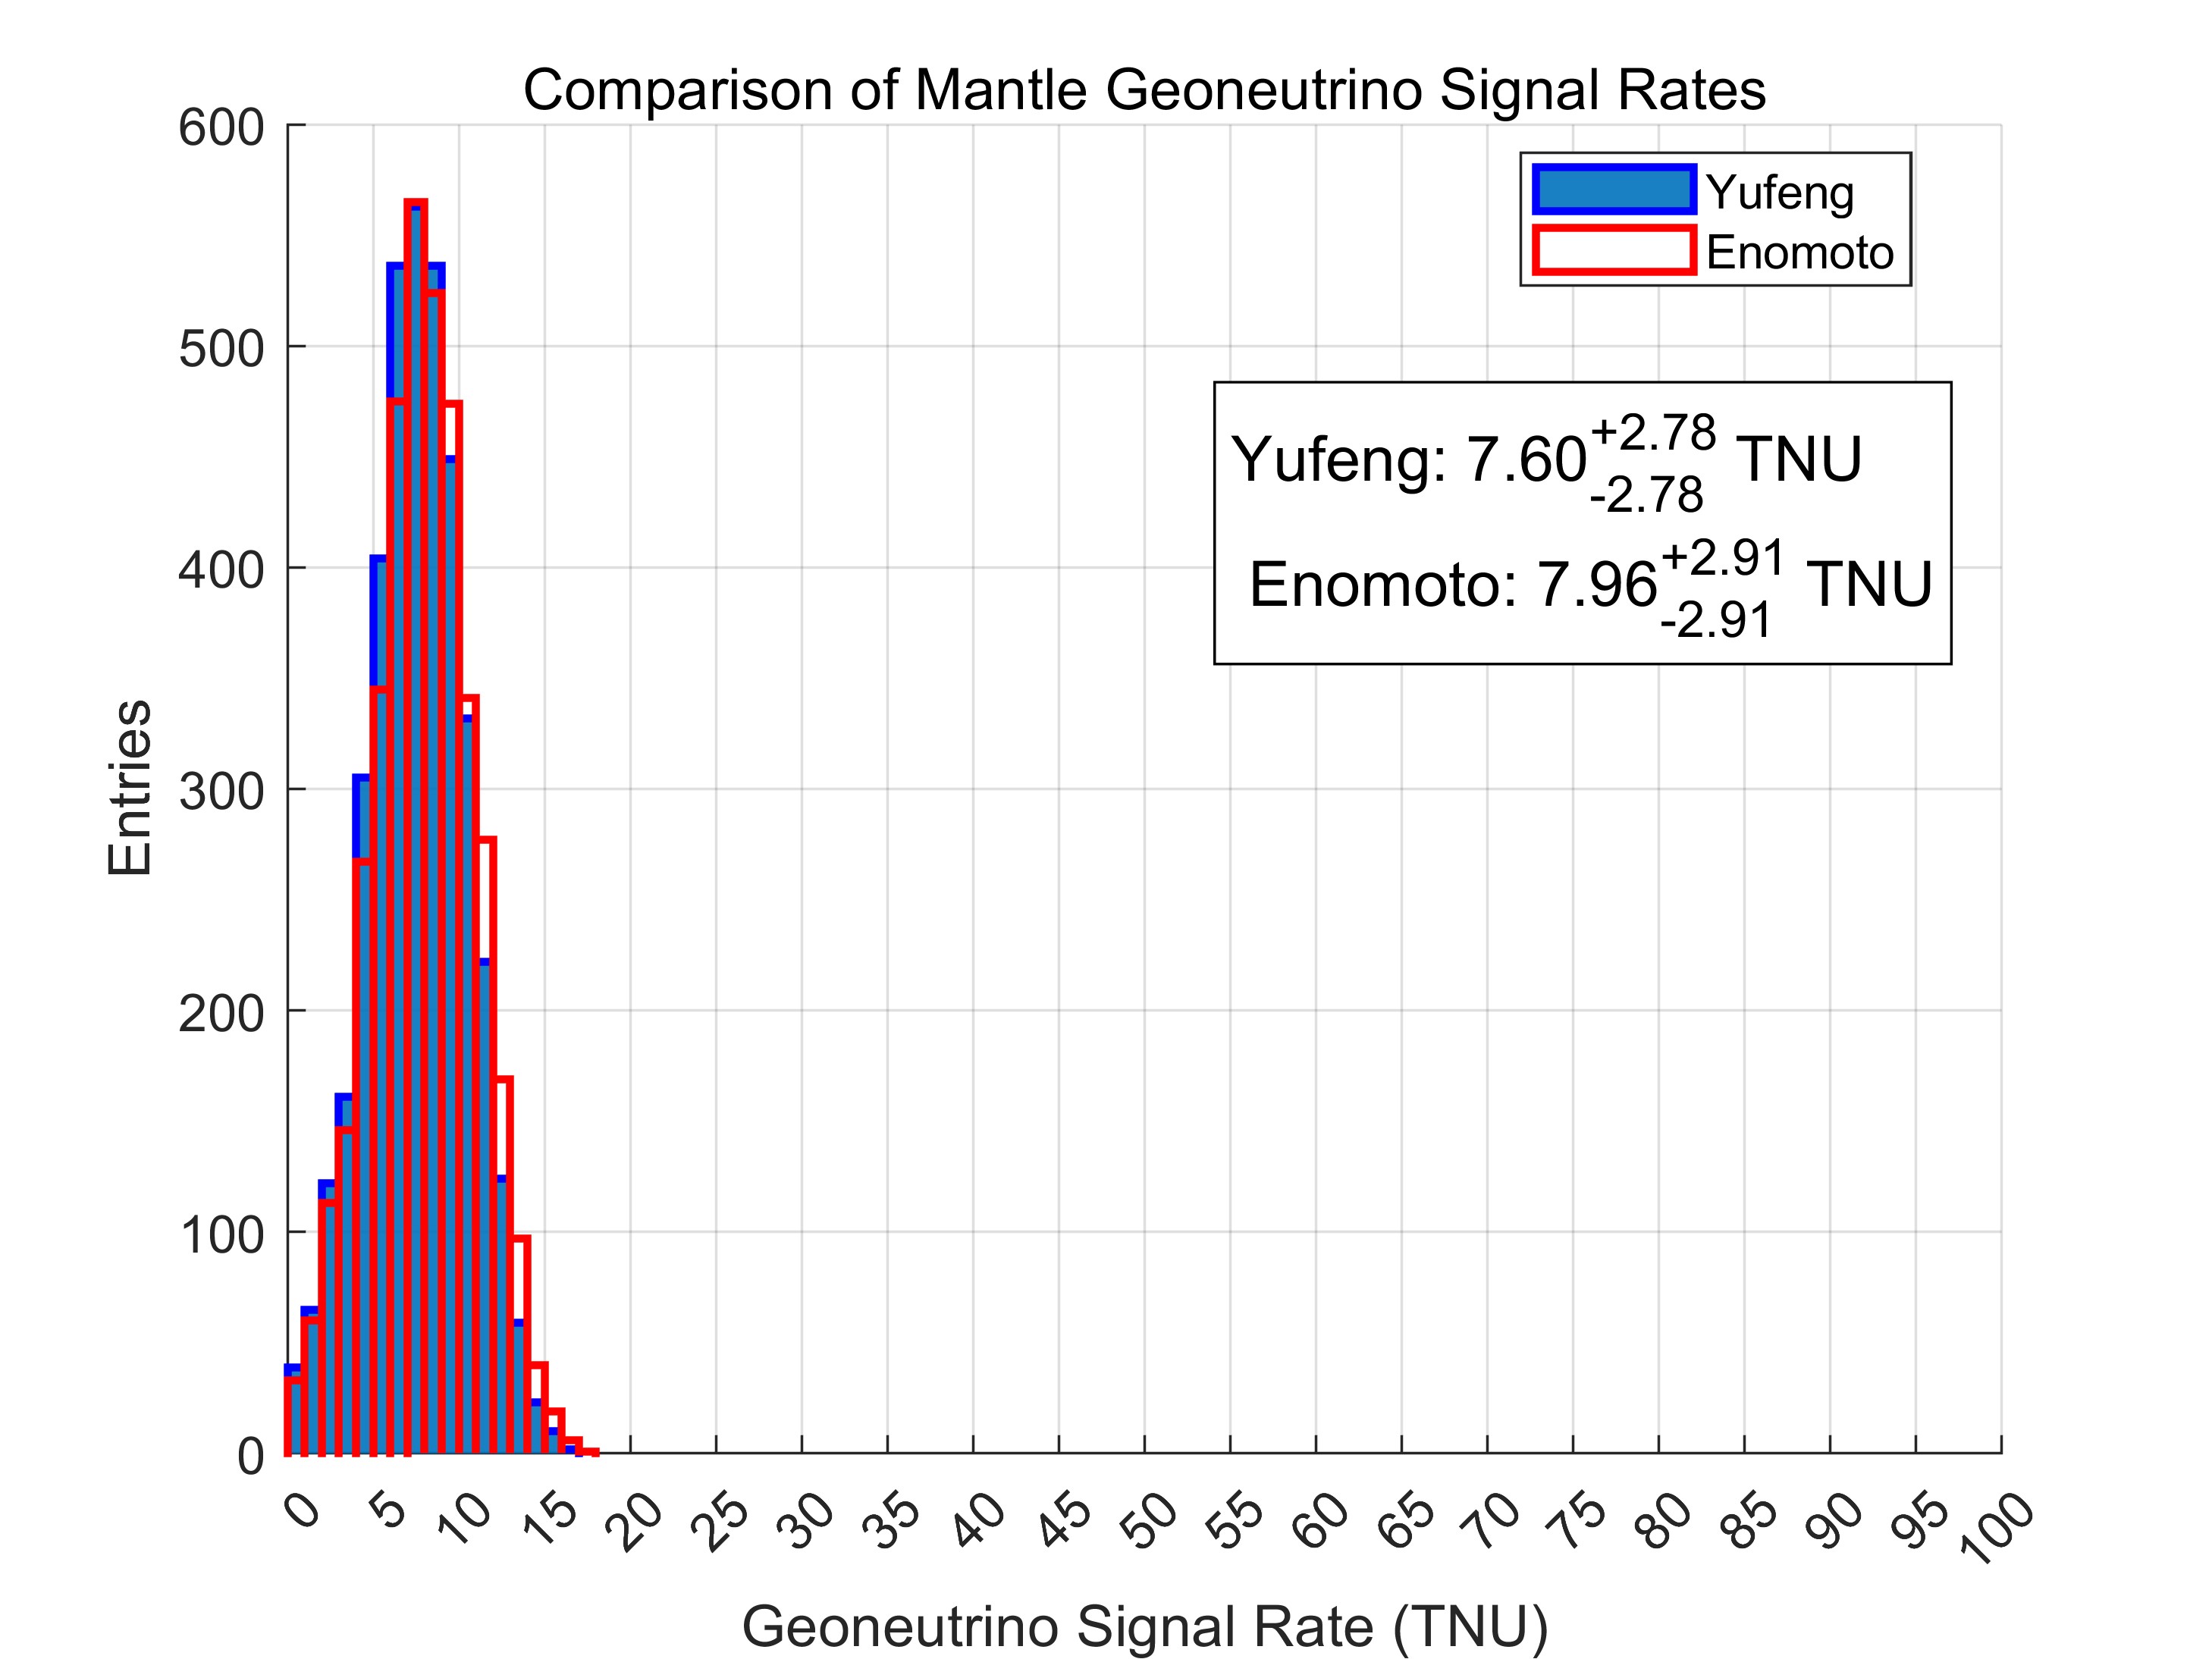 Comparison of Mantle Geoneutrino Signal Rates
600
500
400
300
200
100
0
Entries
Yufeng
Enomoto
Yufeng: 7.60+2.78-2.78 TNU
Enomoto: 7.96+2.91-2.91 TNU
0 5 10 15 20 25 30 35 40 45 50 55 60 65 70 75 80 85 90 95 100
Geoneutrino Signal Rate (TNU)